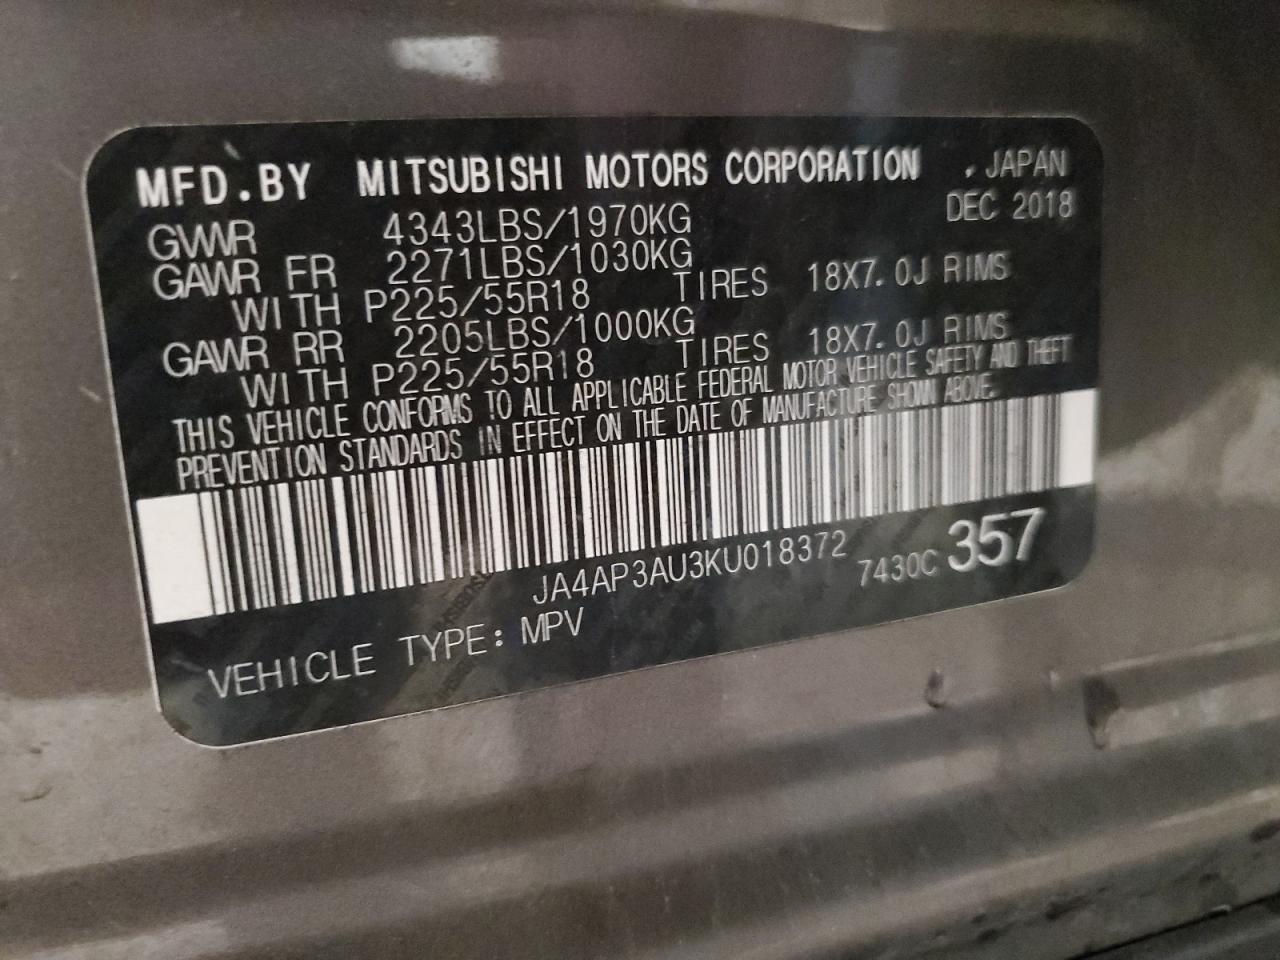 MFD.BY MITSUBISHI MOTORS CORPORATION . JAPAN
DEC 2018
GVWR 4343LBS/1970KG
GAWR FR 2271LBS/1030KG
WITH P225/55R18 TIRES 18X7.0J RIMS
GAWR RR 2205LBS/1000KG
WITH P225/55R18 TIRES 18X7.0J RIMS
THIS VEHICLE CONFORMS TO ALL APPLICABLE FEDERAL MOTOR VEHICLE SAFETY AND THEFT
PREVENTION STANDARDS IN EFFECT ON THE DATE OF MANUFACTURE SHOWN ABOVE.
JA4AP3AU3KU018372
7430C 357
VEHICLE TYPE: MPV